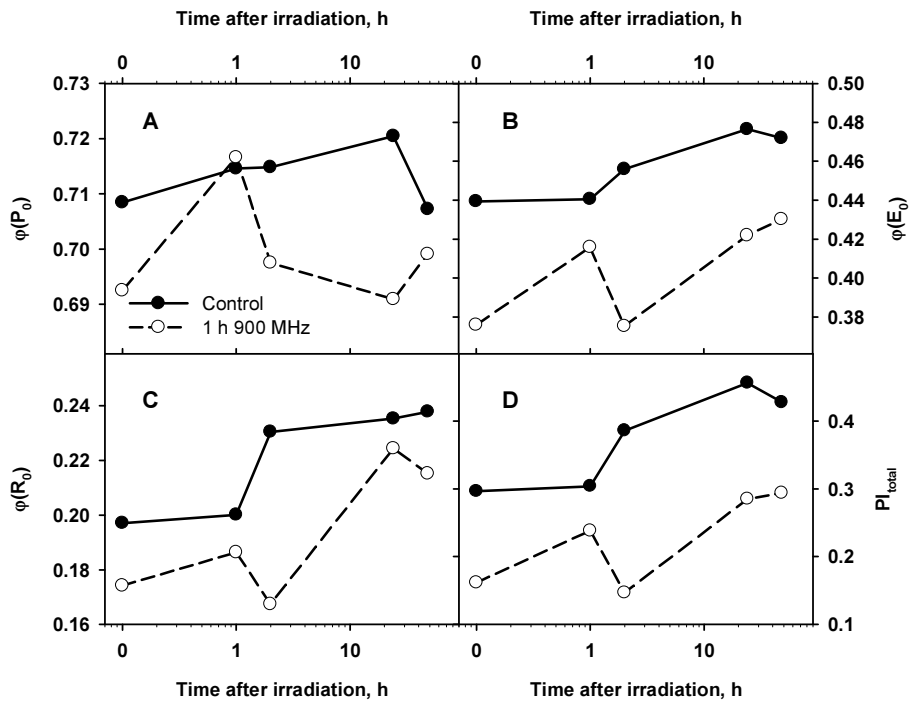 Time after irradiation, h
Time after irradiation, h
0 1 10
0 1 10
0.73
0.72
0.71
0.70
0.69
φ(P0)
A
Control
1 h 900 MHz
B
0.50
0.48
0.46
0.44
0.42
0.40
0.38
φ(E0)
0.24
0.22
0.20
0.18
0.16
φ(R0)
C
D
0.4
0.3
0.2
0.1
PItotal
0 1 10
0 1 10
Time after irradiation, h
Time after irradiation, h